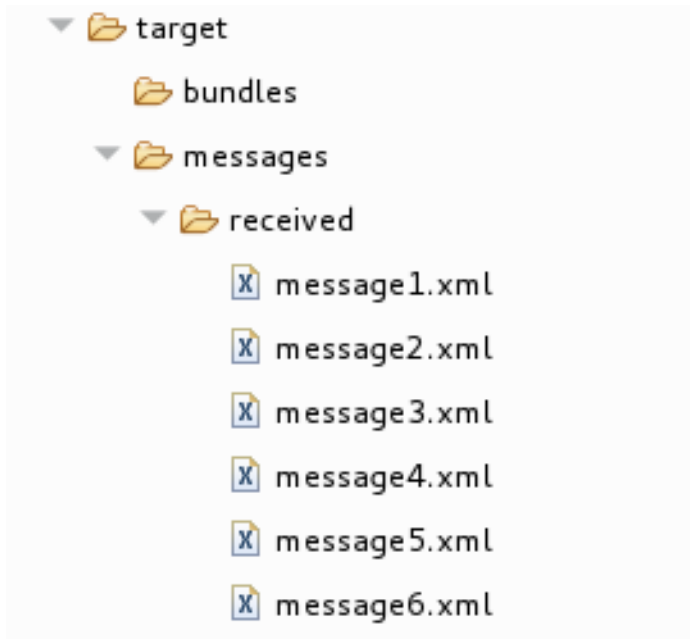 target
bundles
messages
received
message1.xml
message2.xml
message3.xml
message4.xml
message5.xml
message6.xml